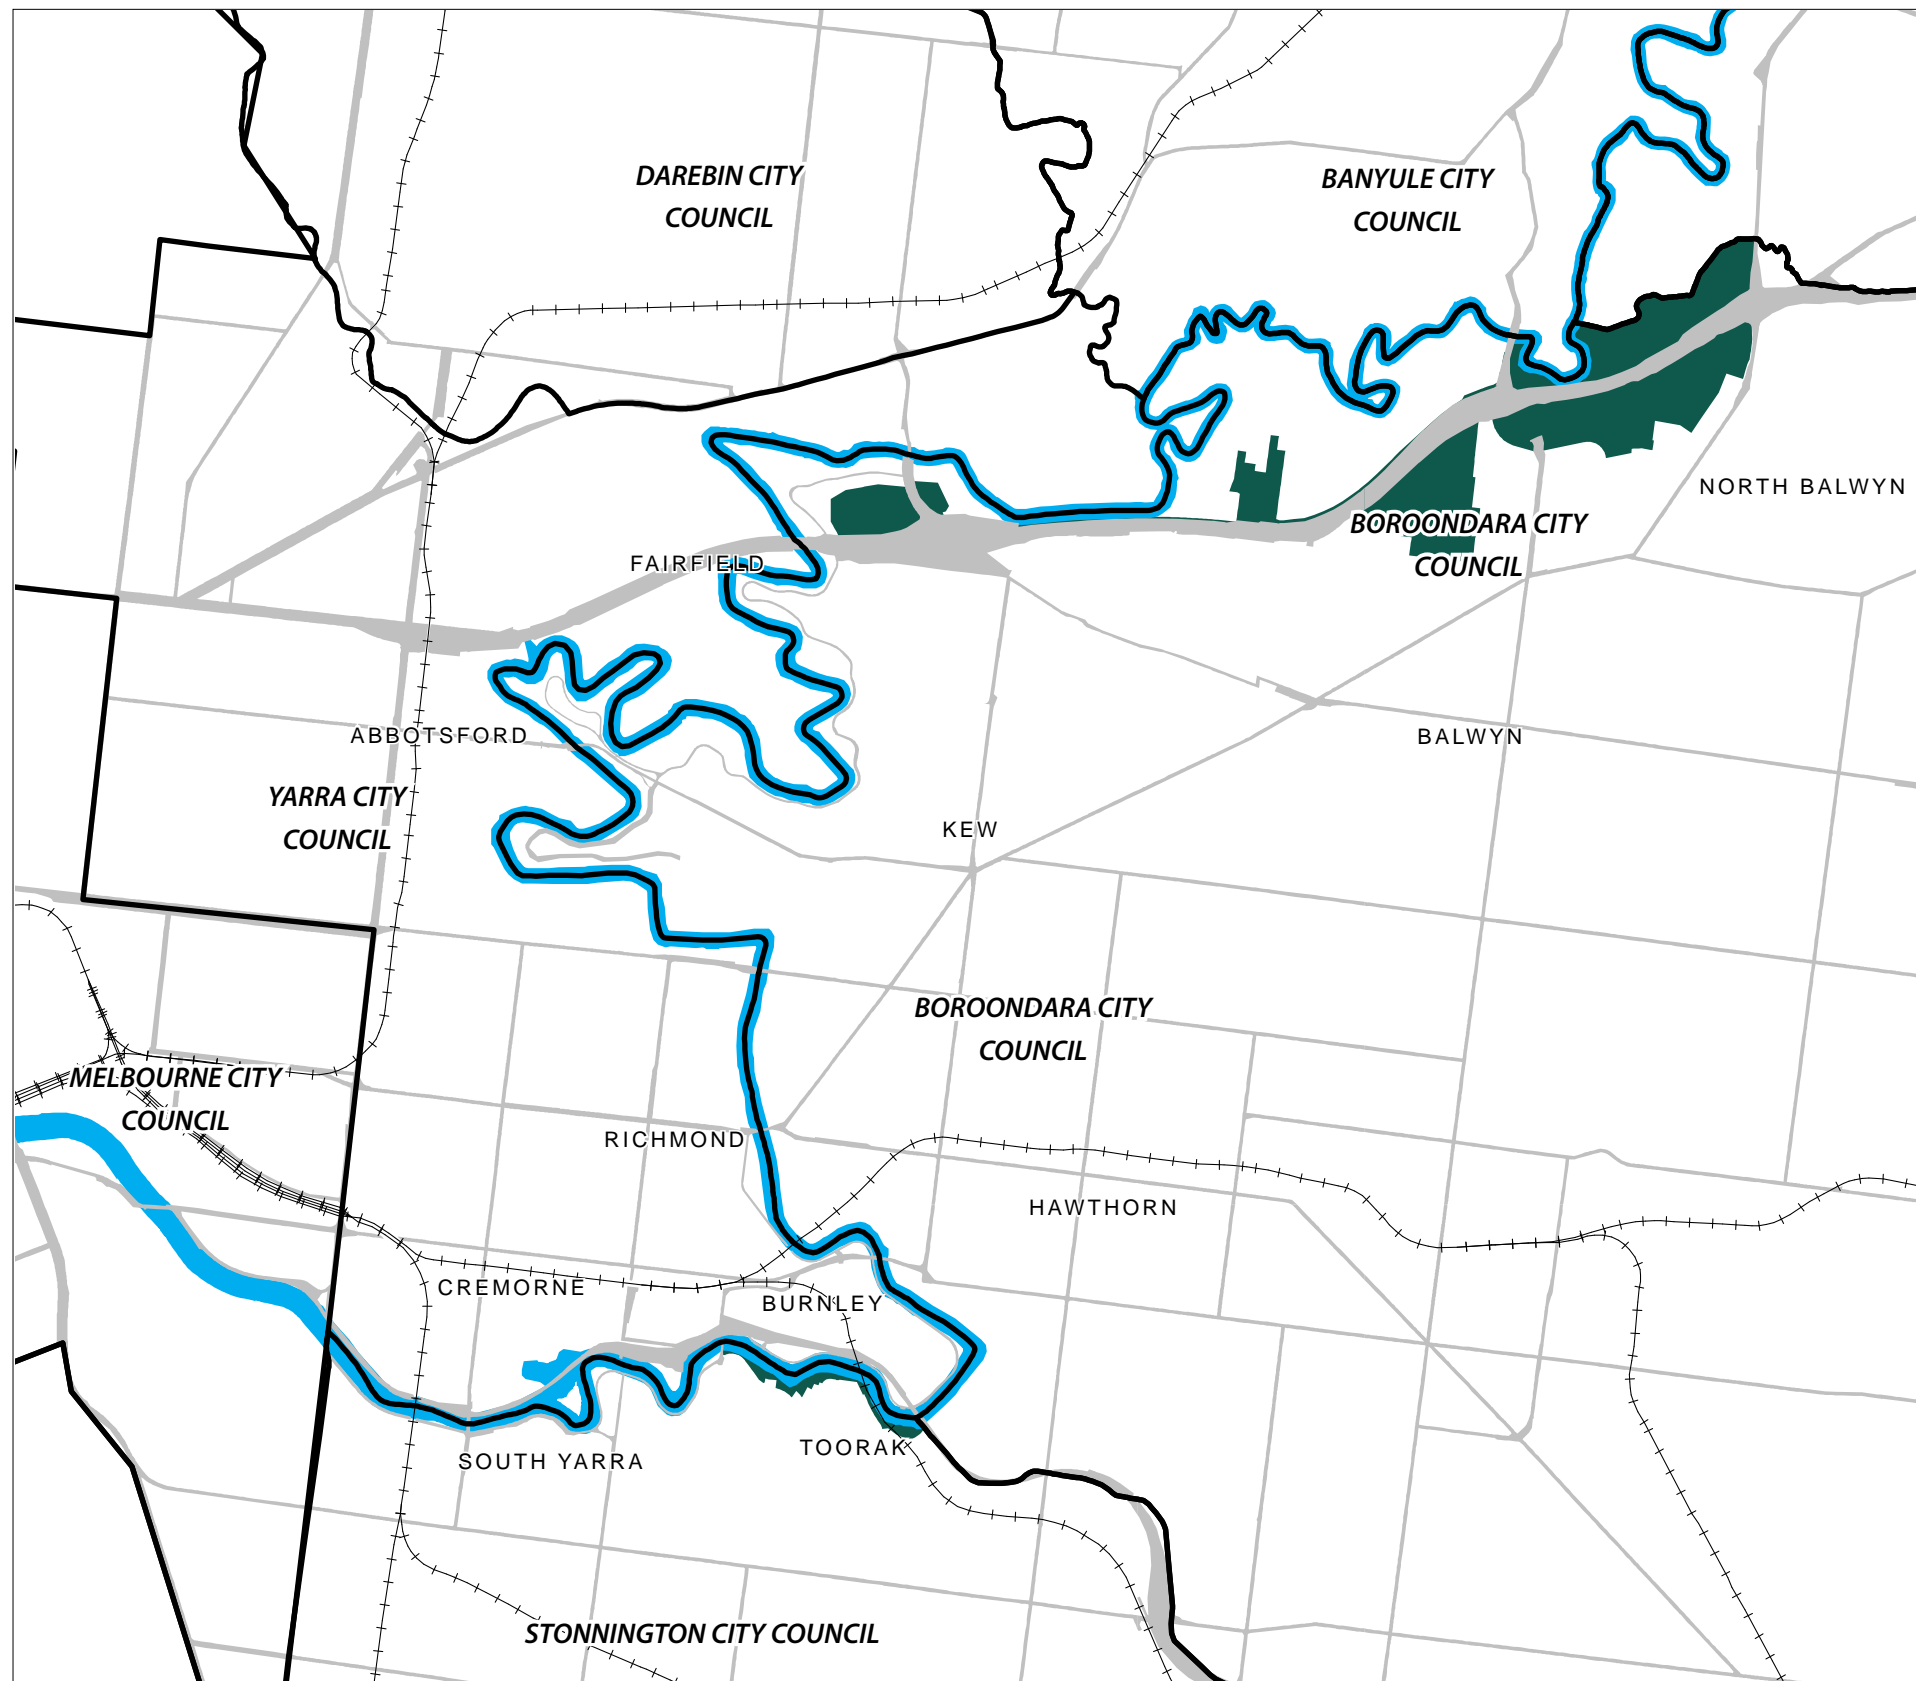 DAREBIN CITY
COUNCIL
BANYULE CITY
COUNCIL
NORTH BALWYN
BOROONDARA CITY
COUNCIL
FAIRFIELD
ABBOTSFORD
BALWYN
YARRA CITY
COUNCIL
KEW
BOROONDARA CITY
COUNCIL
MELBOURNE CITY
COUNCIL
RICHMOND
HAWTHORN
CREMORNE
BURNLEY
TOORAK
SOUTH YARRA
STONNINGTON CITY COUNCIL